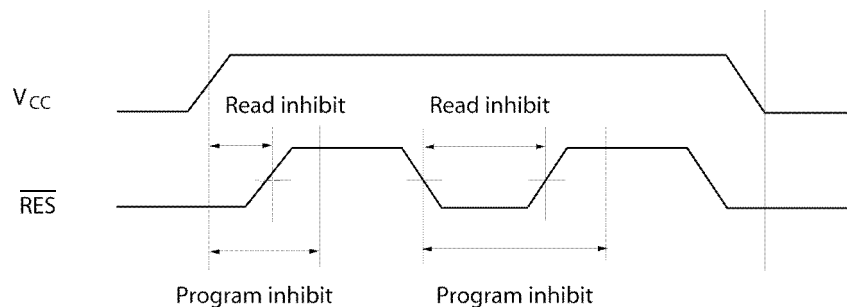 VCC
Read inhibit Read inhibit
RES
Program inhibit Program inhibit